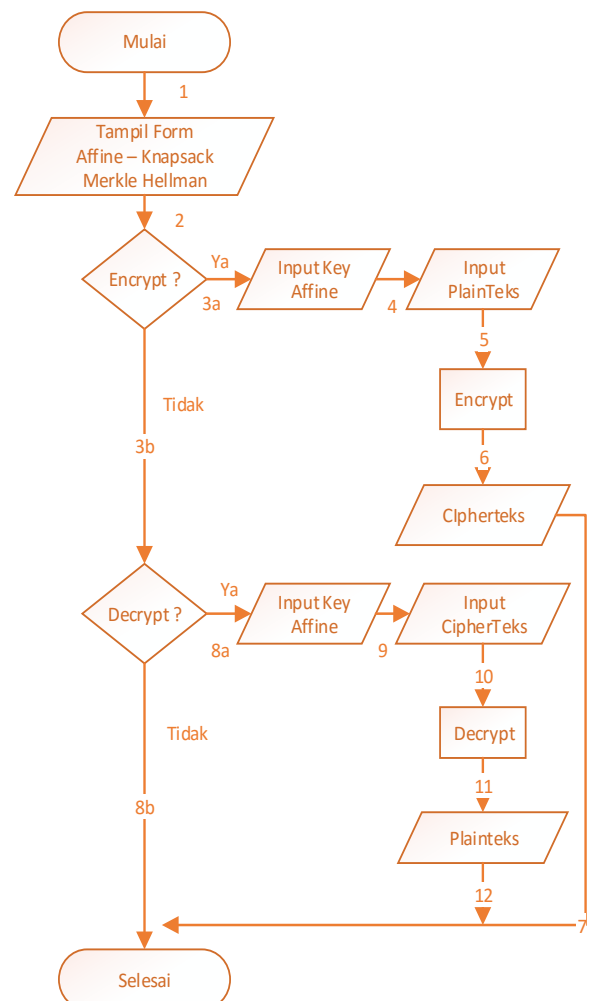 Mulai
1
Tampil Form
Affine – Knapsack
Merkle Hellman
2
Encrypt ?
Ya
3a
Input Key
Affine
4
Input
PlainTeks
5
Encrypt
6
CIpherteks
Tidak
3b
Decrypt ?
Ya
8a
Input Key
Affine
9
Input
CipherTeks
10
Decrypt
11
Plainteks
12
7
Tidak
8b
Selesai